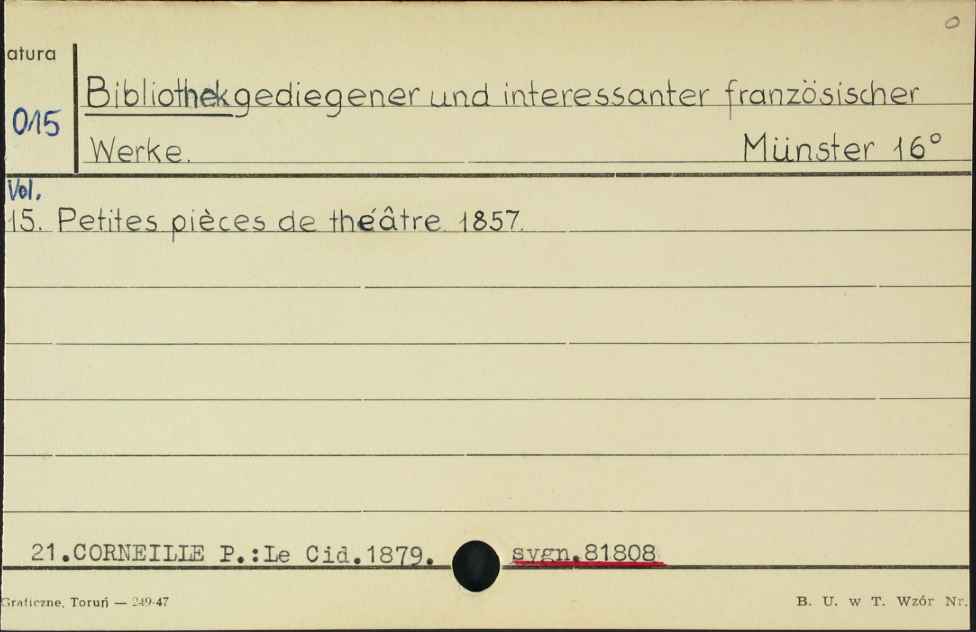 atura
015
Bibliothek gediegener und interessanter französischer
Werke. Münster 16°
Vol.
15. Petites pièces de théâtre 1857.
21.CORNEILLE P.:Le Cid.1879. sygn.81808
Graficzne, Toruń — 249-47
B. U. w T. Wzór Nr.